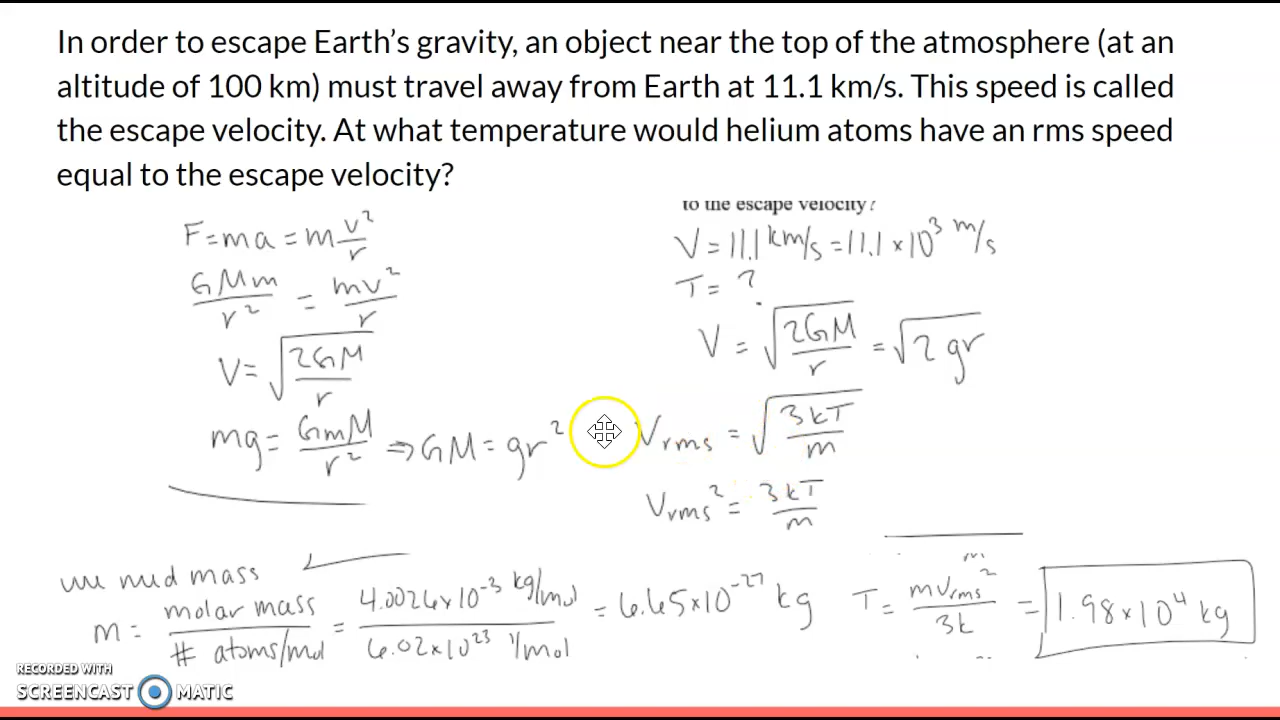 In order to escape Earth's gravity, an object near the top of the atmosphere (at an
altitude of 100 km) must travel away from Earth at 11.1 km/s. This speed is called
the escape velocity. At what temperature would helium atoms have an rms speed
equal to the escape velocity?
F=ma=m v²/r
GMm/r² = mv²/r
V=√(2GM/r)
mg = GmM/r² ⇒ GM = gr²
to the escape velocity?
V = 11.1 km/s = 11.1×10³ m/s
T = ?
V = √(2GM/r) = √2gr
Vrms = √(3kT/m)
Vrms² = 3kT/m
we need mass
m = molar mass / # atoms/mol = 4.0026×10⁻³ kg/mol / 6.02×10²³ 1/mol = 6.65×10⁻²⁷ kg
m
T = mVrms²/3k = 1.98×10⁴ kg
RECORDED WITH
SCREENCAST MATIC